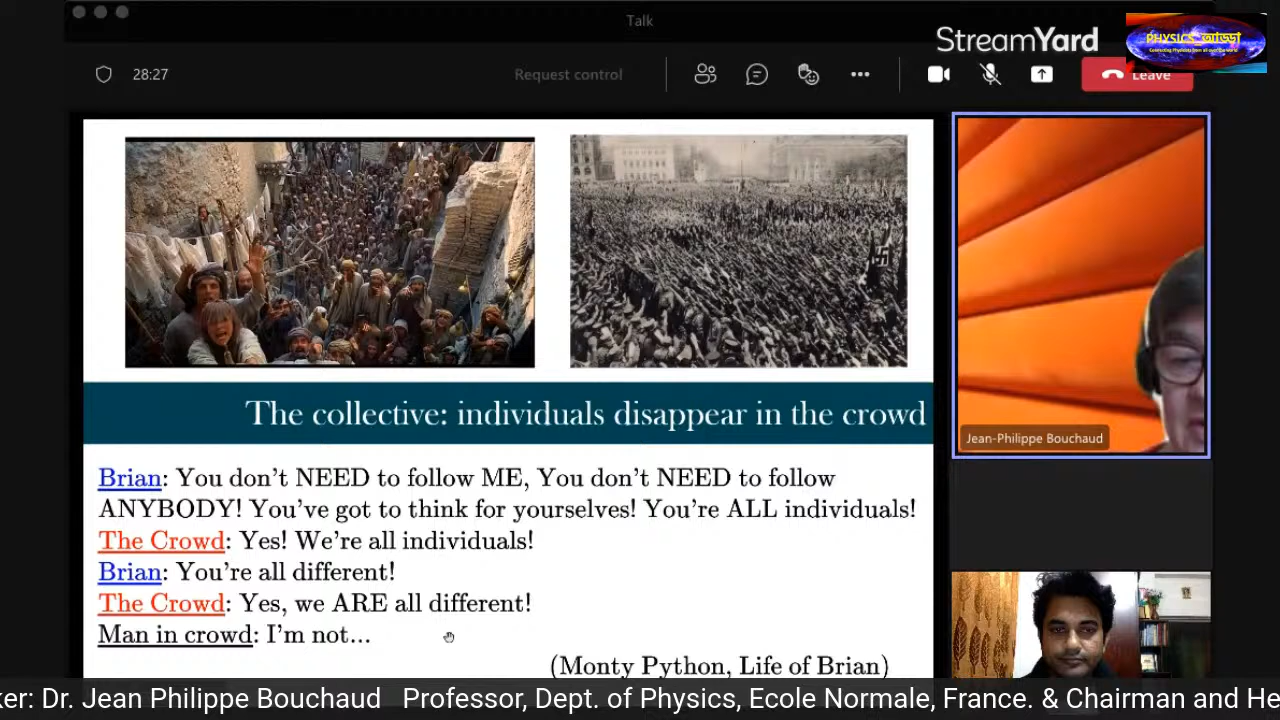 Talk
StreamYard
PHYSICS_আড্ডা
28:27
Request control
Leave
The collective: individuals disappear in the crowd
Jean-Philippe Bouchaud
Brian: You don't NEED to follow ME, You don't NEED to follow
ANYBODY! You've got to think for yourselves! You're ALL individuals!
The Crowd: Yes! We're all individuals!
Brian: You're all different!
The Crowd: Yes, we ARE all different!
Man in crowd: I'm not...
(Monty Python, Life of Brian)
ker: Dr. Jean Philippe Bouchaud Professor, Dept. of Physics, Ecole Normale, France. & Chairman and He